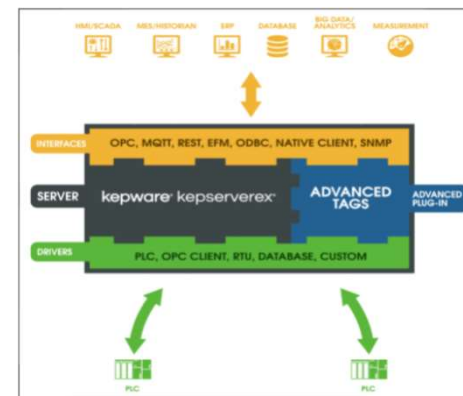 HMI/SCADA
MES/HISTORIAN
ERP
DATABASE
BIG DATA/
ANALYTICS
MEASUREMENT
INTERFACES
OPC, MQTT, REST, EFM, ODBC, NATIVE CLIENT, SNMP
SERVER
kepware® kepserverex®
ADVANCED
TAGS
ADVANCED
PLUG-IN
DRIVERS
PLC, OPC CLIENT, RTU, DATABASE, CUSTOM
PLC
PLC